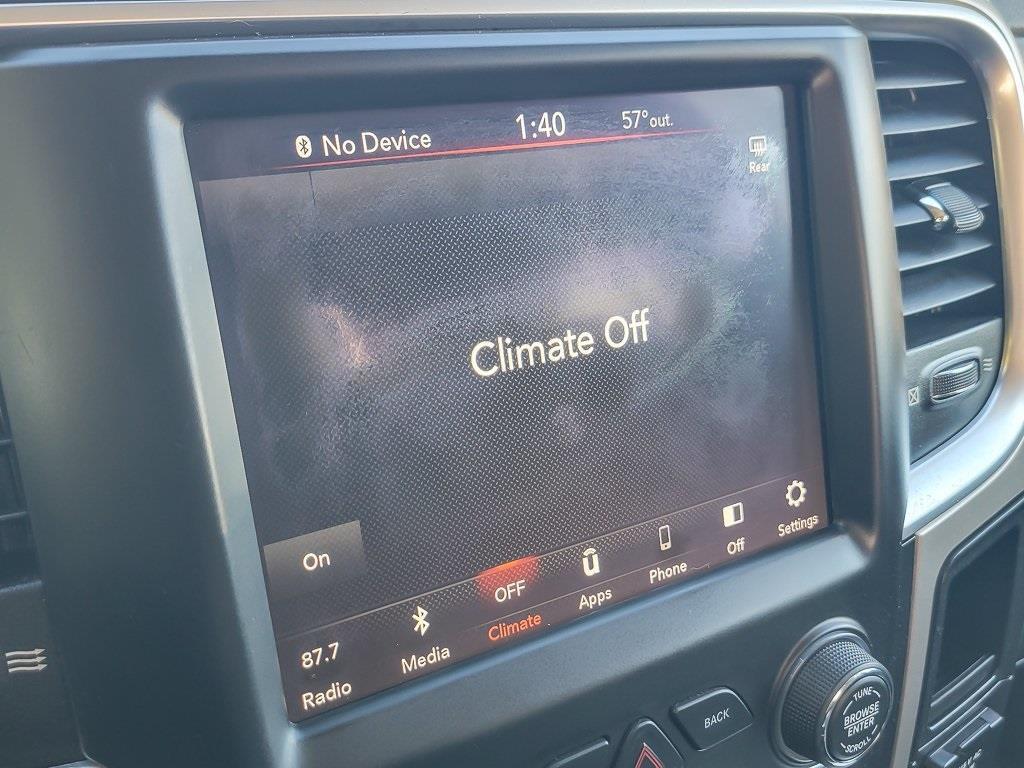 No Device
1:40
57° out.
Rear
Climate Off
On
87.7
Radio
Media
OFF
Climate
Apps
Phone
Off
Settings
BACK
TUNE
BROWSE
ENTER
SCROLL